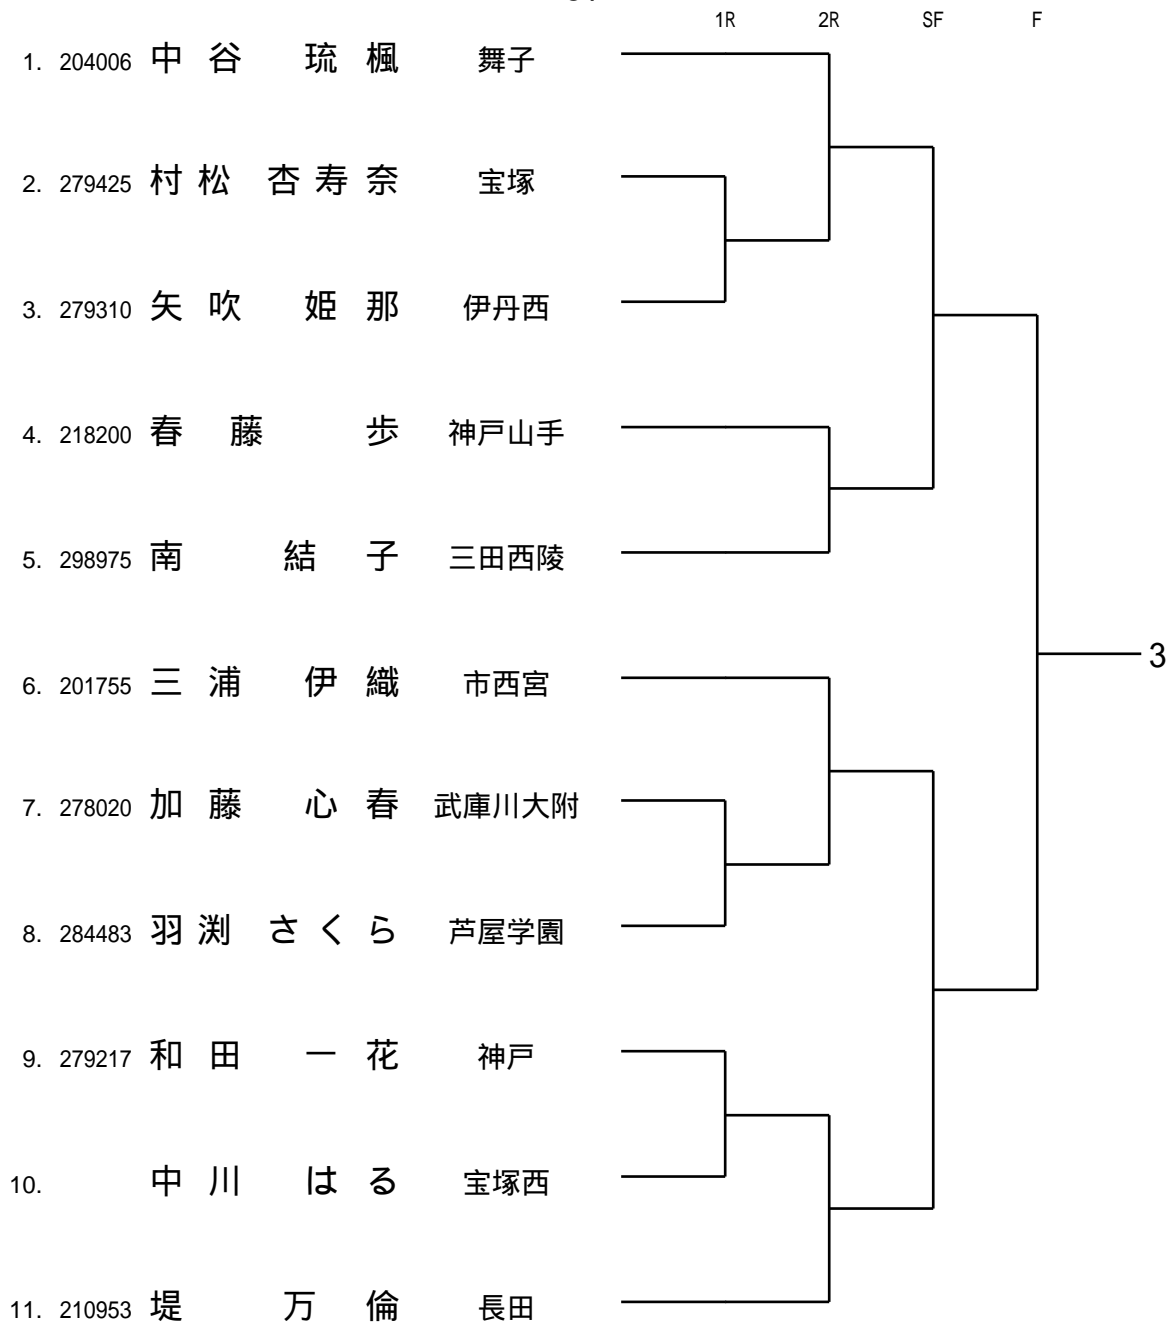 1R 2R SF F
1. 204006 中谷 琉楓 舞子
2. 279425 村松 杏寿奈 宝塚
3. 279310 矢吹 姫那 伊丹西
4. 218200 春藤 歩 神戸山手
5. 298975 南 結子 三田西陵
6. 201755 三浦 伊織 市西宮
3
7. 278020 加藤 心春 武庫川大附
8. 284483 羽渕 さくら 芦屋学園
9. 279217 和田 一花 神戸
10. 中川 はる 宝塚西
11. 210953 堤 万倫 長田